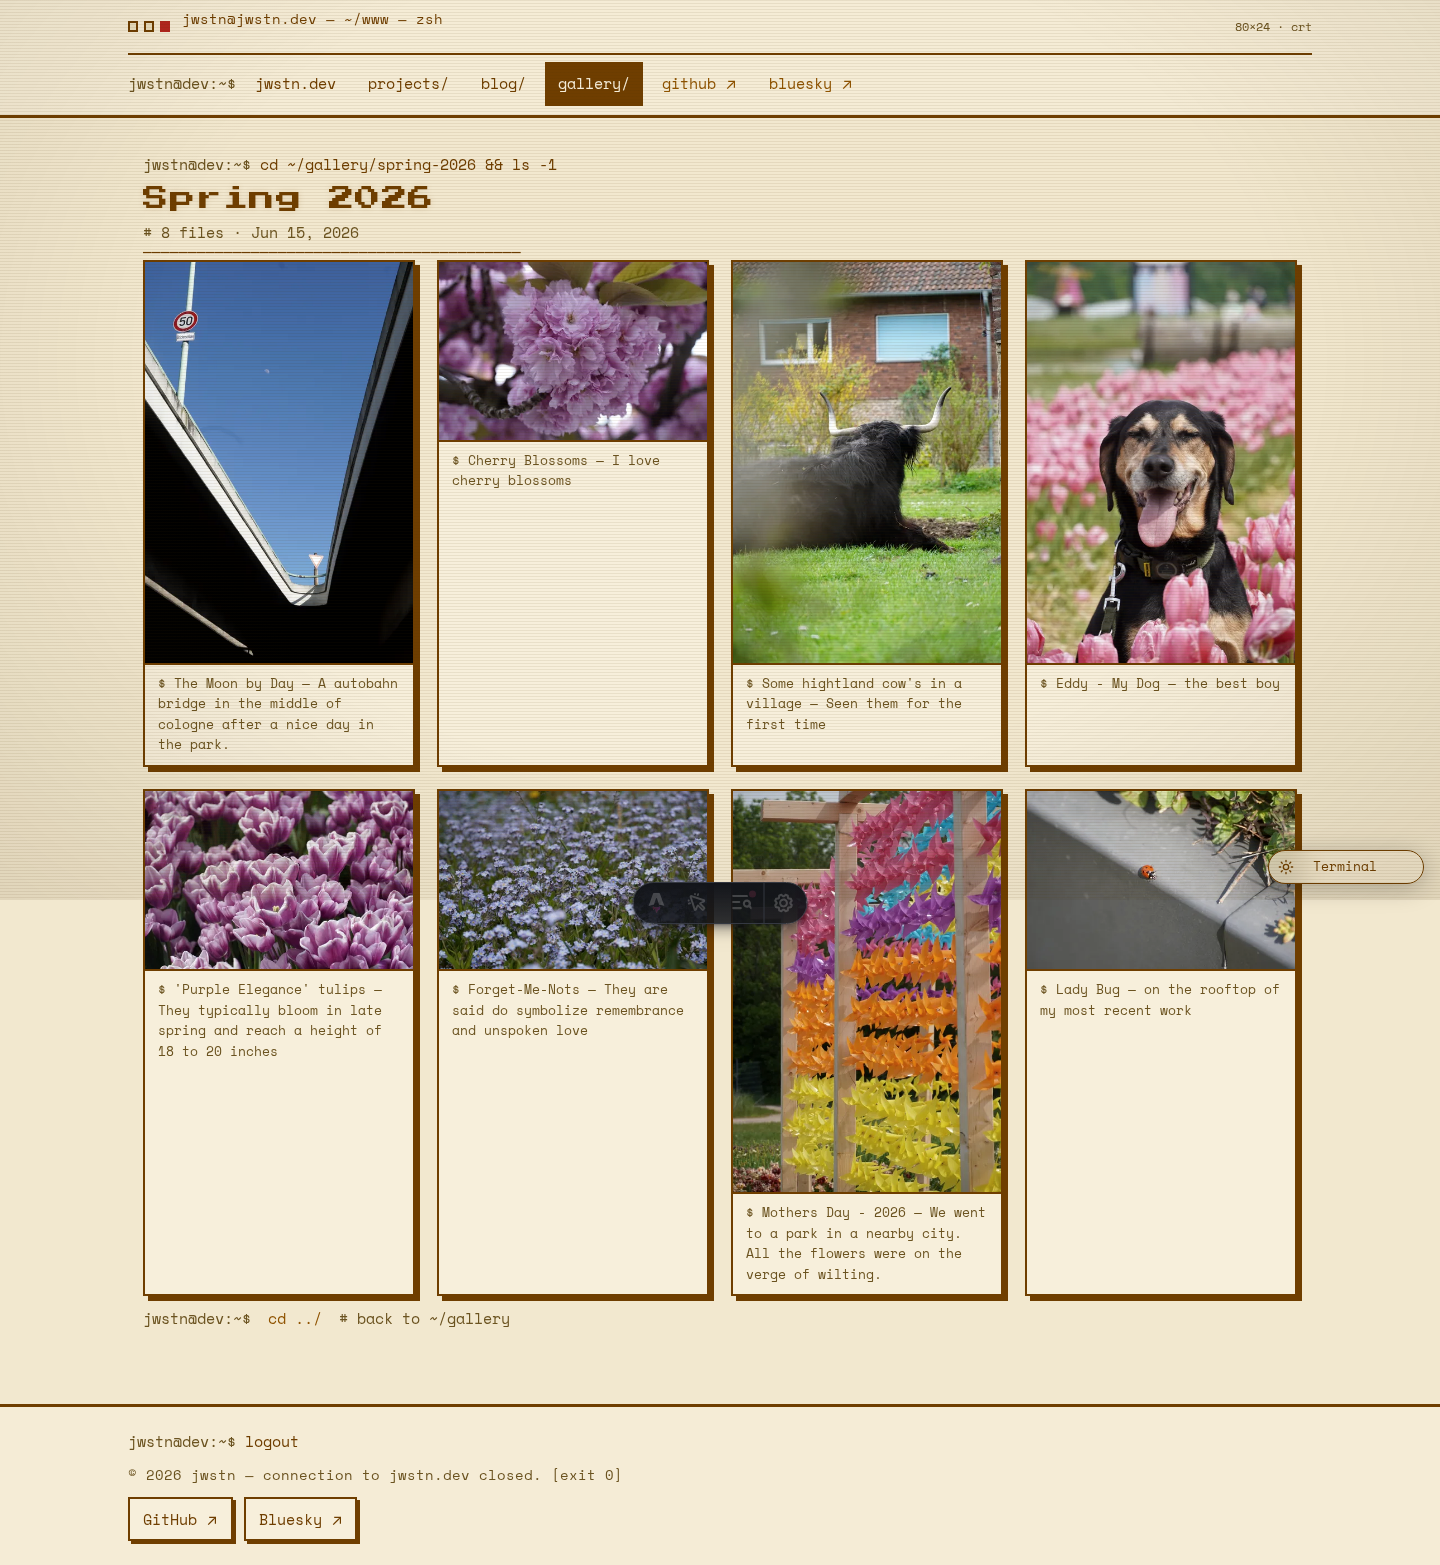 jwstn@jwstn.dev — ~/www — zsh
80×24 · crt
jwstn@dev:~$ jwstn.dev projects/ blog/ gallery/ github ↗ bluesky ↗
jwstn@dev:~$ cd ~/gallery/spring-2026 && ls -1
Spring 2026
# 8 files · Jun 15, 2026
50
$ The Moon by Day — A autobahn
bridge in the middle of
cologne after a nice day in
the park.
$ Cherry Blossoms — I love
cherry blossoms
$ Some hightland cow's in a
village — Seen them for the
first time
$ Eddy - My Dog — the best boy
$ 'Purple Elegance' tulips —
They typically bloom in late
spring and reach a height of
18 to 20 inches
$ Forget-Me-Nots — They are
said do symbolize remembrance
and unspoken love
$ Mothers Day - 2026 — We went
to a park in a nearby city.
All the flowers were on the
verge of wilting.
$ Lady Bug — on the rooftop of
my most recent work
Terminal
jwstn@dev:~$ cd ../ # back to ~/gallery
jwstn@dev:~$ logout
© 2026 jwstn — connection to jwstn.dev closed. [exit 0]
GitHub ↗
Bluesky ↗